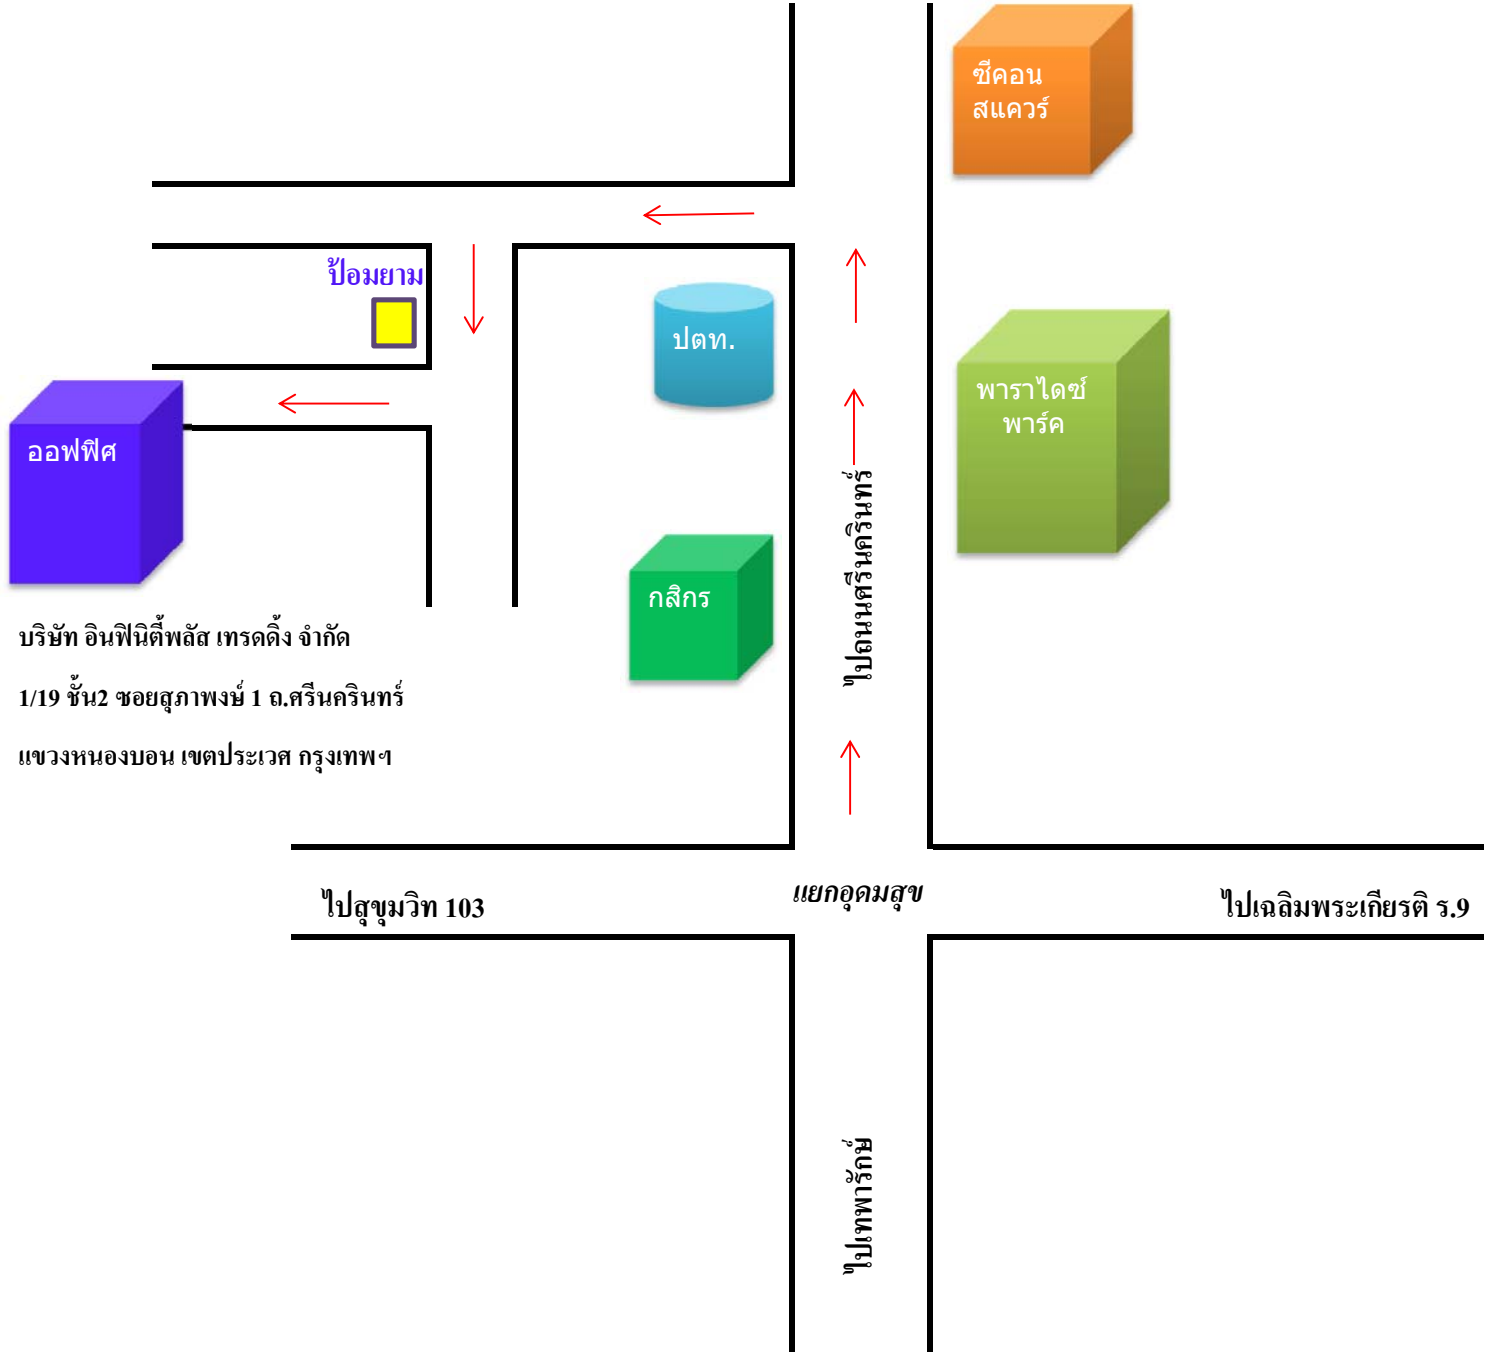 ซีคอน
สแควร์
ป้อมยาม
ปตท.
พาราไดซ์
พาร์ค
ออฟฟิศ
กสิกร
ไปถนนศรีนครินทร์
บริษัท อินฟินิตี้พลัส เทรดดิ้ง จำกัด
1/19 ชั้น2 ซอยสุภาพงษ์ 1 ถ.ศรีนครินทร์
แขวงหนองบอน เขตประเวศ กรุงเทพฯ
ไปสุขุมวิท 103
แยกอุดมสุข
ไปเฉลิมพระเกียรติ ร.9
ไปเทพารักษ์